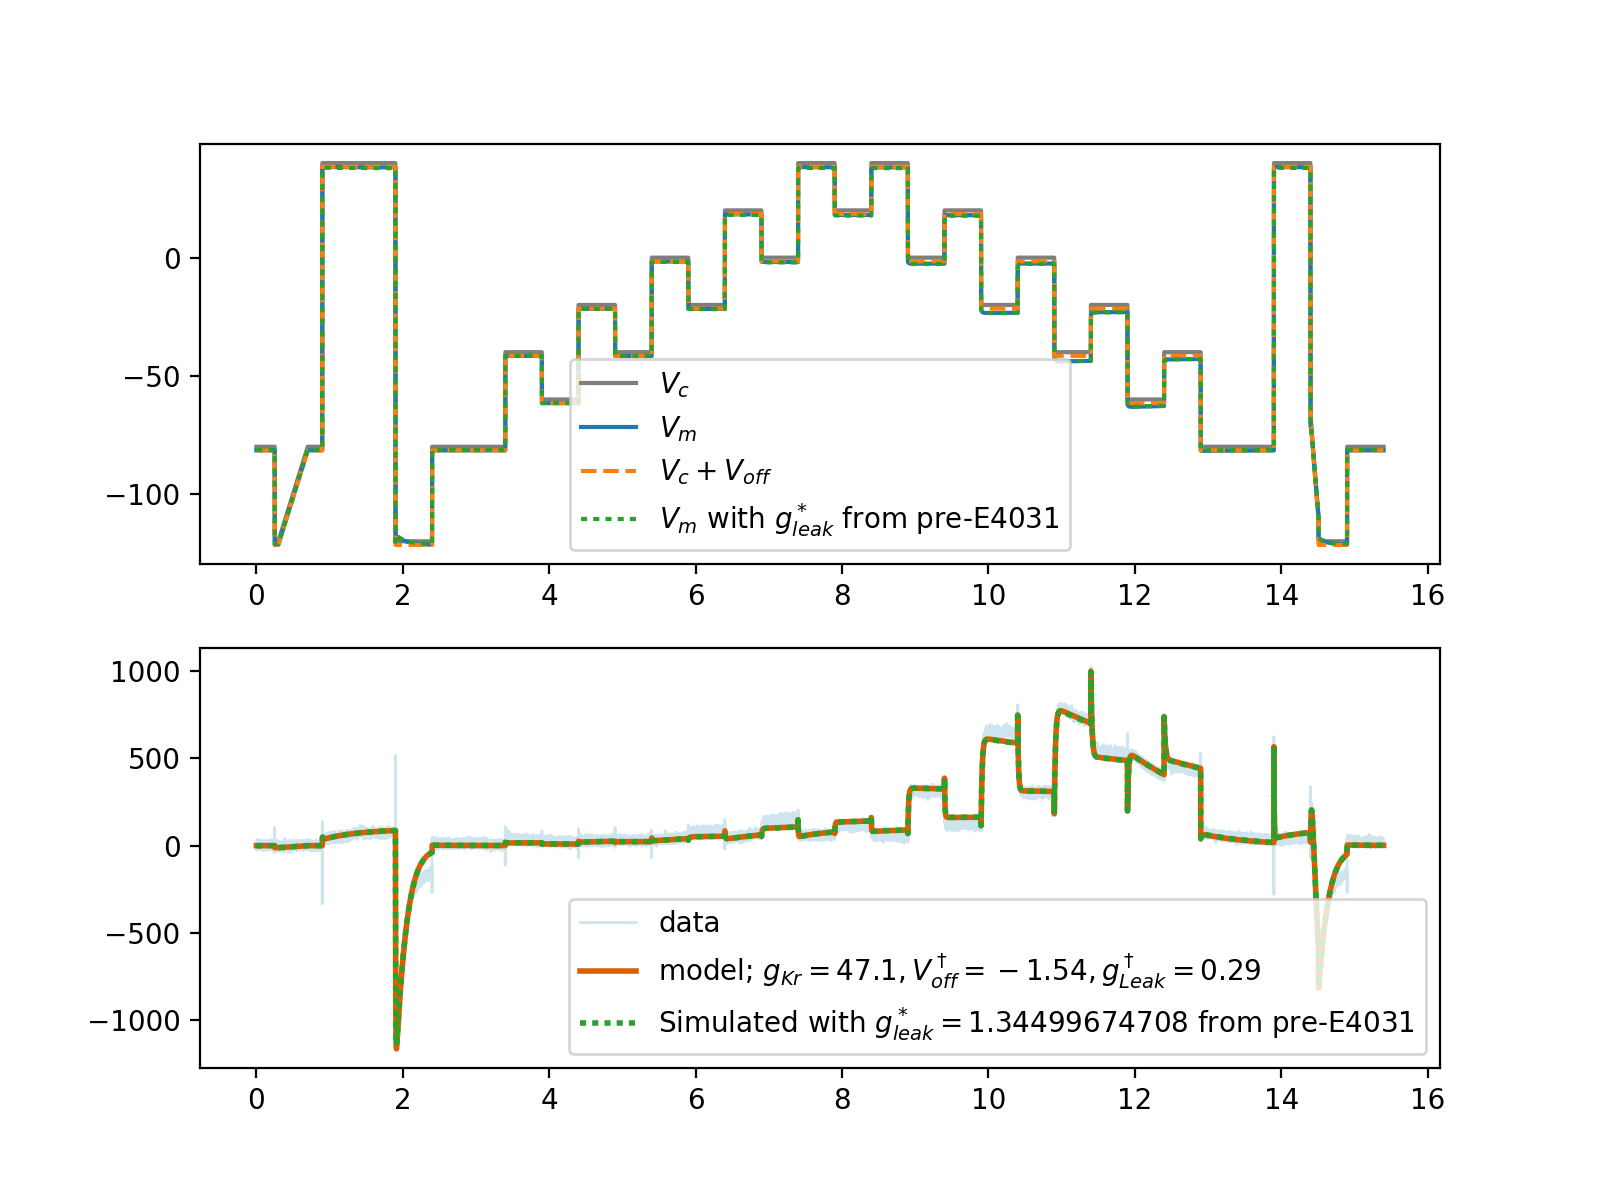 0
−50
−100
V_c
V_m
V_c + V_off
V_m with g*_leak from pre-E4031
0 2 4 6 8 10 12 14 16
1000
500
0
−500
−1000
data
model; g_Kr = 47.1, V†_off = −1.54, g†_Leak = 0.29
Simulated with g*_leak = 1.34499674708 from pre-E4031
0 2 4 6 8 10 12 14 16